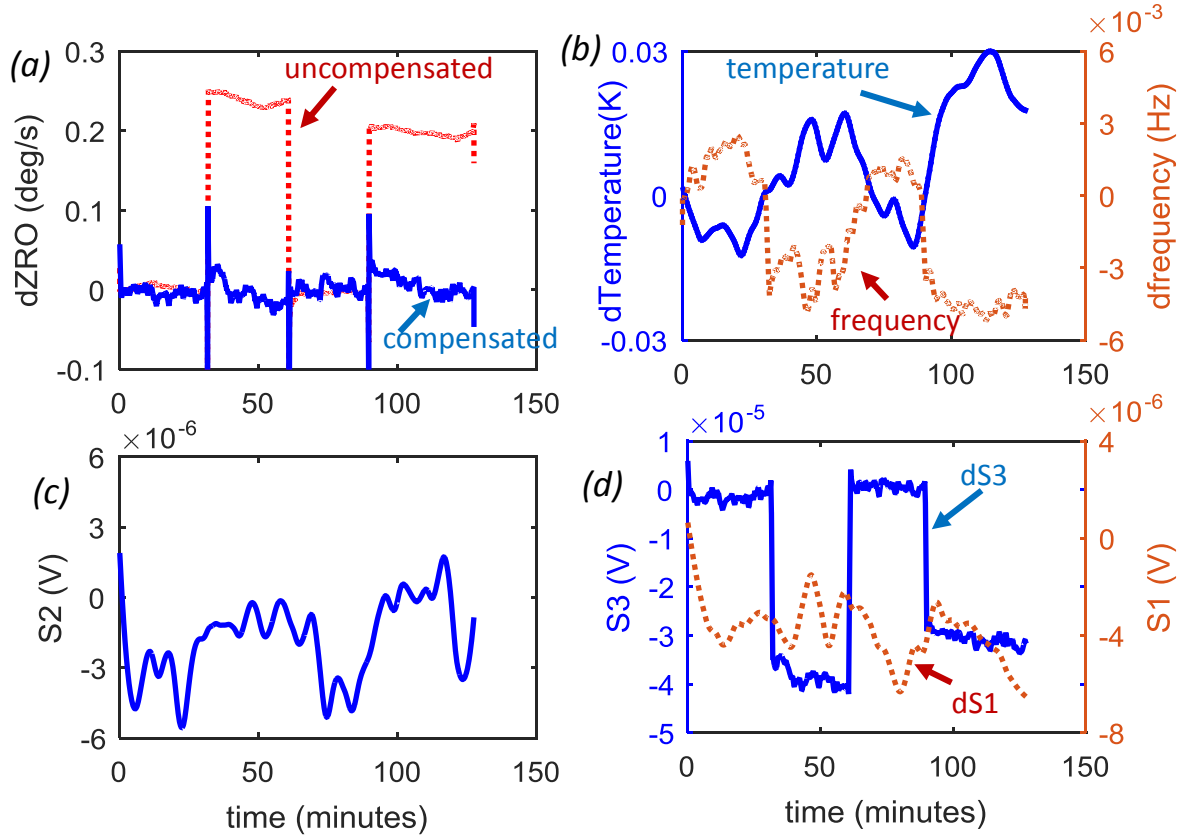 (a)
0.3
0.2
0.1
0
-0.1
dZRO (deg/s)
uncompensated
compensated
0
50
100
150
(b)
0.03
0
-0.03
dTemperature(K)
temperature
frequency
×10⁻³
6
3
0
-3
-6
dfrequency (Hz)
0
50
100
150
(c)
×10⁻⁶
6
3
0
-3
-6
S2 (V)
0
50
100
150
time (minutes)
(d)
×10⁻⁵
1
0
-1
-2
-3
-4
-5
S3 (V)
dS3
dS1
×10⁻⁶
4
2
0
-2
-4
-6
-8
S1 (V)
0
50
100
150
time (minutes)